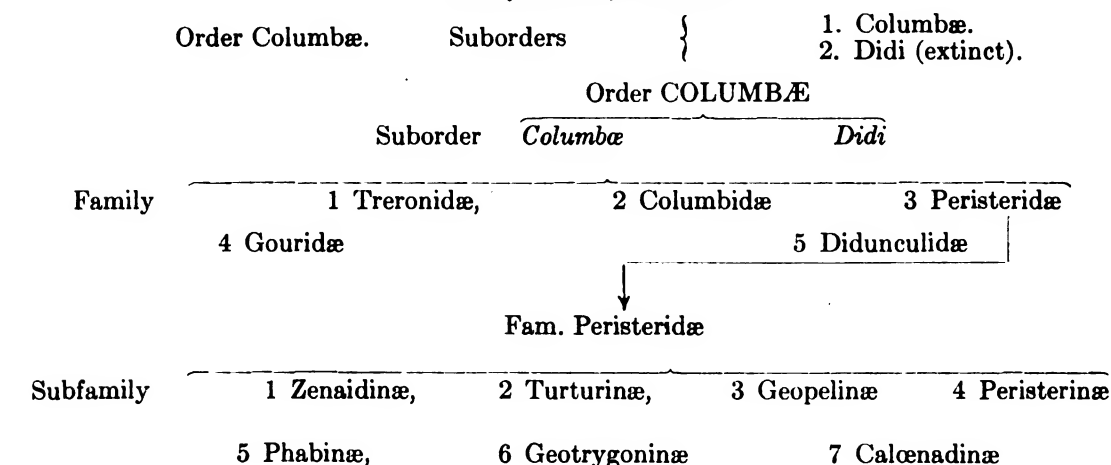 Order Columbæ. Suborders { 1. Columbæ.
2. Didi (extinct).
Order COLUMBÆ
Suborder Columbæ Didi
Family 1 Treronidæ, 2 Columbidæ 3 Peristeridæ
4 Gouridæ 5 Didunculidæ
Fam. Peristeridæ
Subfamily 1 Zenaidinæ, 2 Turturinæ, 3 Geopelinæ 4 Peristerinæ
5 Phabinæ, 6 Geotrygoninæ 7 Calœnadinæ